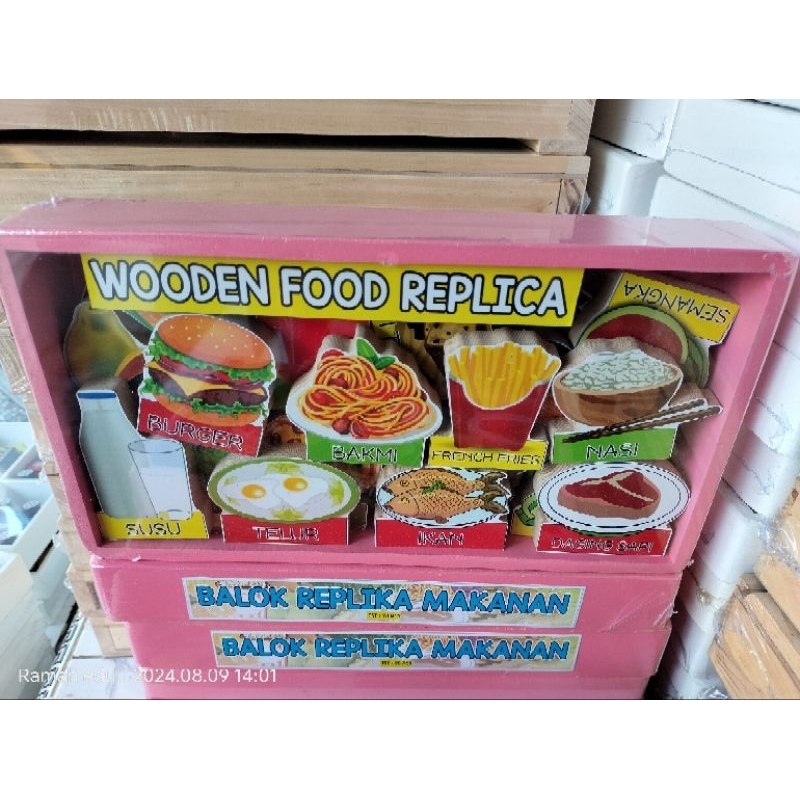 WOODEN FOOD REPLICA
SEMANGKA
BURGER
BAKMI
FRENCH FRIES
NASI
SUSU
TELUR
IKAN
DAGING SAPI
BALOK REPLIKA MAKANAN
BALOK REPLIKA MAKANAN
2024.08.09 14:01